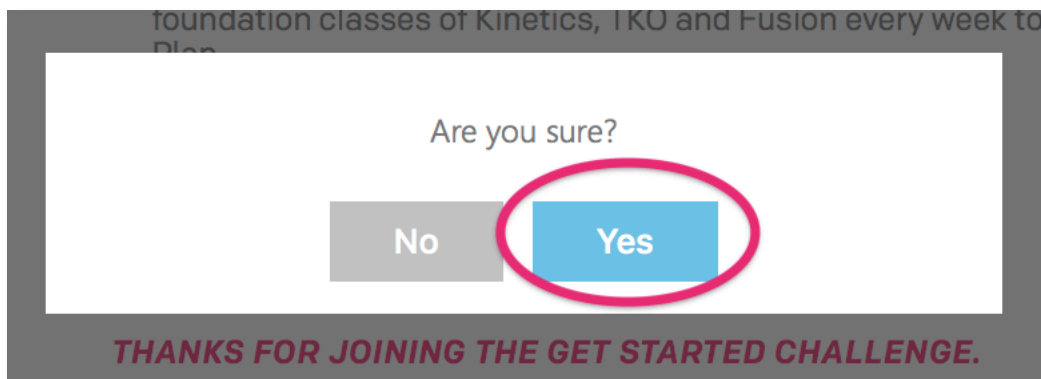 foundation classes of Kinetics, TKO and Fusion every week to
Plan
Are you sure?
No
Yes
THANKS FOR JOINING THE GET STARTED CHALLENGE.